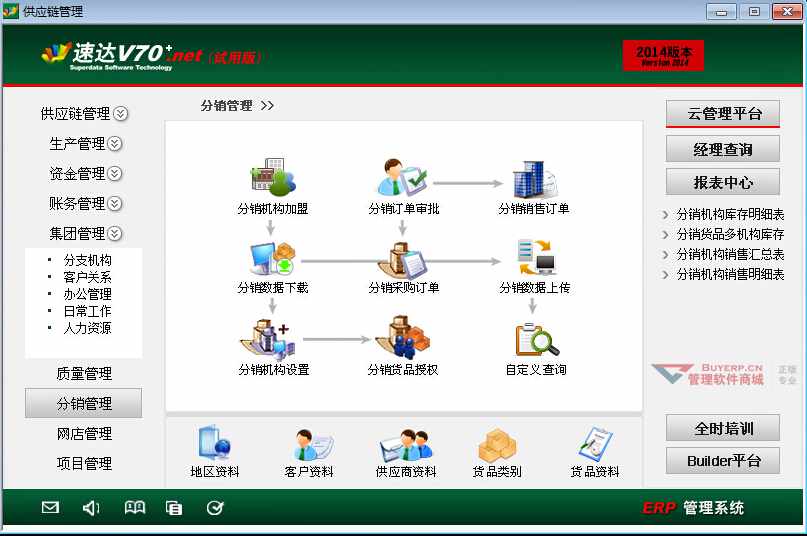 供应链管理
速达V70+.net (试用版)
Superdata Software Technology
2014版本
Version 2014
供应链管理
生产管理
资金管理
账务管理
集团管理
• 分支机构
• 客户关系
• 办公管理
• 日常工作
• 人力资源
质量管理
分销管理
网店管理
项目管理
分销管理 >>
分销机构加盟
分销订单审批
分销销售订单
分销数据下载
分销采购订单
分销数据上传
分销机构设置
分销货品授权
自定义查询
地区资料
客户资料
供应商资料
货品类别
货品资料
云管理平台
经理查询
报表中心
分销机构库存明细表
分销货品多机构库存
分销机构销售汇总表
分销机构销售明细表
BUYERP.CN
管理软件商城
正版
专业
全时培训
Builder平台
ERP 管理系统